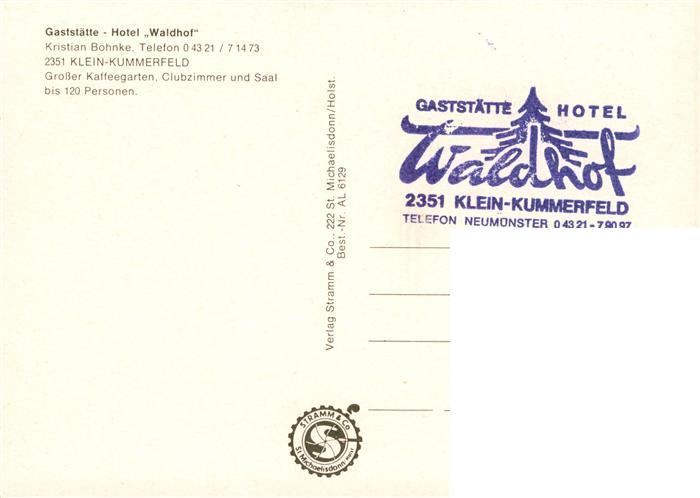 Gaststätte - Hotel „Waldhof“
Kristian Böhnke, Telefon 0 43 21 / 7 14 73
2351 KLEIN-KUMMERFELD
Großer Kaffeegarten, Clubzimmer und Saal
bis 120 Personen.
Verlag Stramm & Co., 222 St. Michaelisdonn/Holst.
Best.-Nr. AL 6129
GASTSTÄTTE HOTEL
Waldhof
2351 KLEIN-KUMMERFELD
TELEFON NEUMÜNSTER 0 43 21 - 7 90 97
STRAMM & Co.
St Michaelisdonn Holst